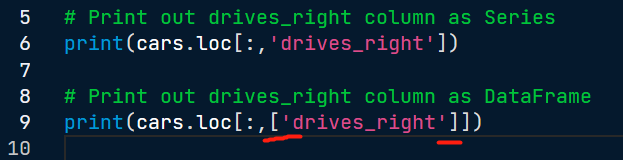 5 # Print out drives_right column as Series
6 print(cars.loc[:,'drives_right'])
7
8 # Print out drives_right column as DataFrame
9 print(cars.loc[:,['drives_right']])
10